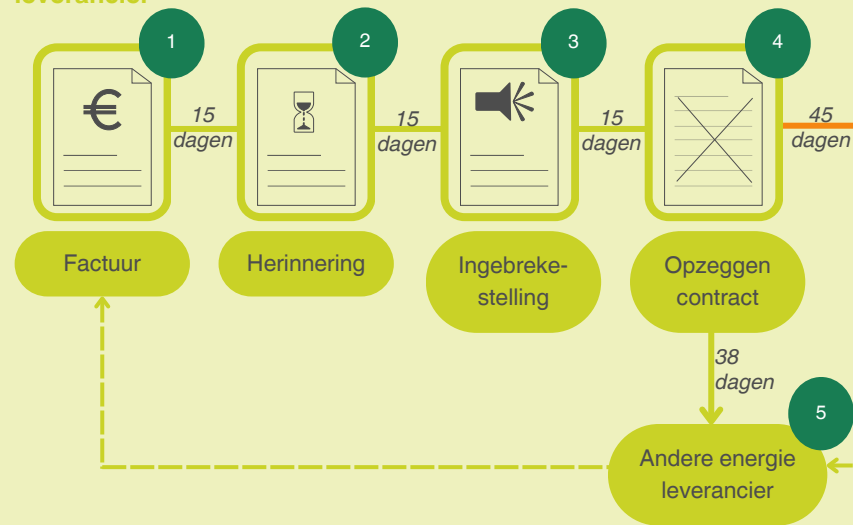 leverancier
1
2
3
4
€
15
dagen
15
dagen
15
dagen
45
dagen
Factuur
Herinnering
Ingebreke-
stelling
Opzeggen
contract
38
dagen
5
Andere energie
leverancier